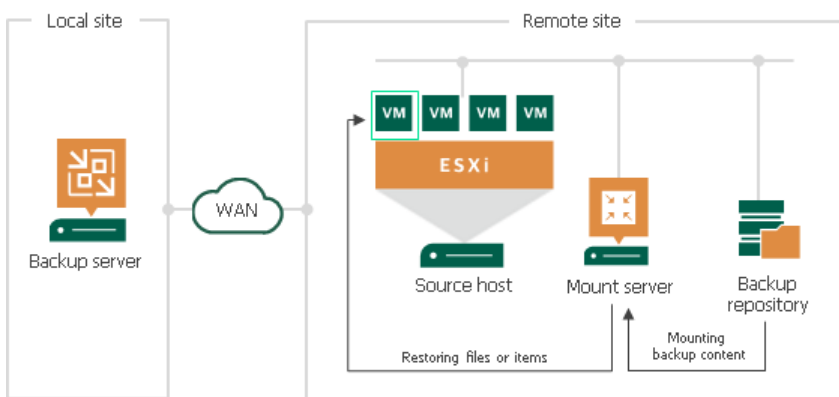 Local site
Remote site
VM
VM
VM
VM
ESXi
WAN
Backup server
Source host
Mount server
Backup
repository
Restoring files or items
Mounting
backup content